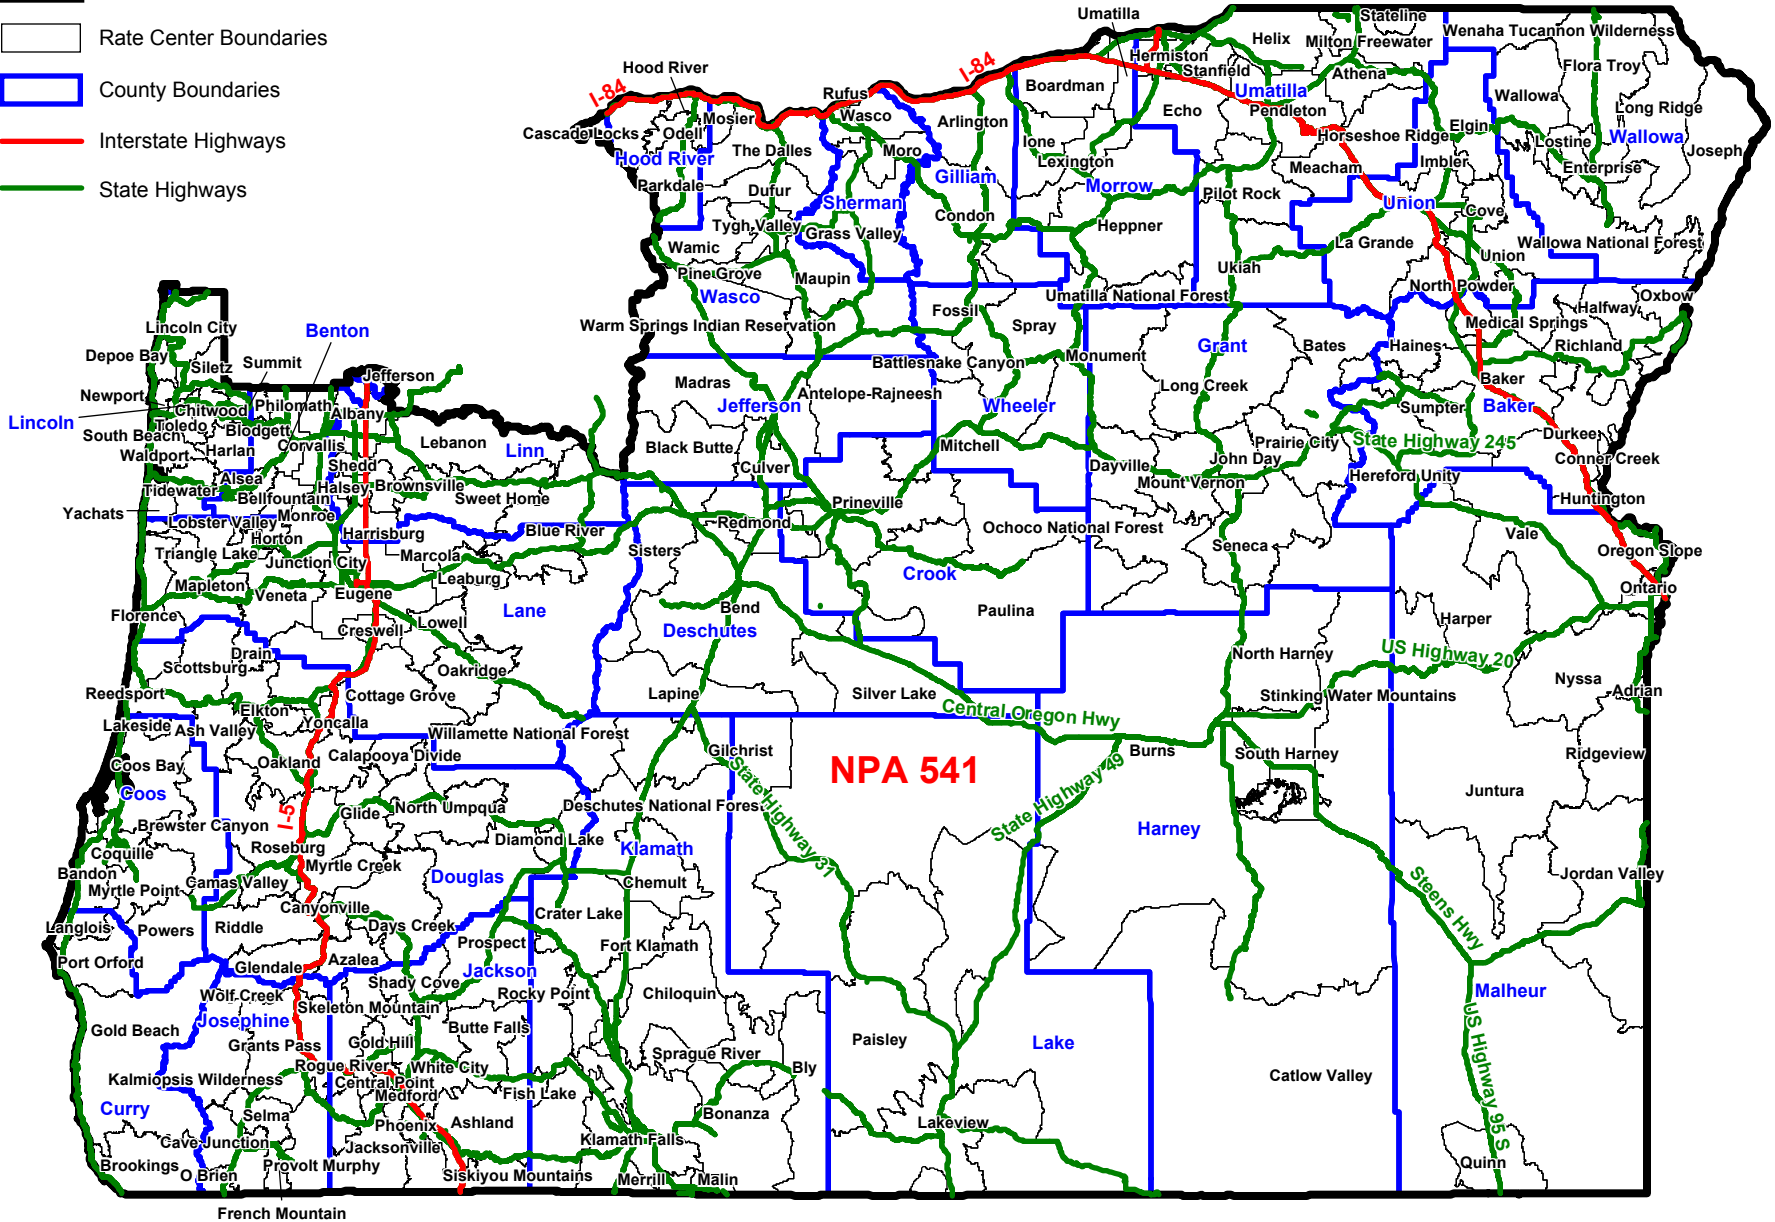 Rate Center Boundaries
County Boundaries
Interstate Highways
State Highways
Umatilla
Stateline
Helix
Milton Freewater
Wenaha Tucannon Wilderness
Hood River
I-84
I-84
Hermiston
Stanfield
Athena
Flora Troy
Boardman
Umatilla
Wallowa
Rufus
Wasco
Mosier
Odell
Cascade Locks
Arlington
Echo
Pendleton
Long Ridge
Horseshoe Ridge
Elgin
Wallowa
Joseph
Hood River
The Dalles
Moro
Ione
Lexington
Lostine
Imbler
Enterprise
Meacham
Parkdale
Dufur
Gilliam
Morrow
Pilot Rock
Sherman
Union
Cove
Condon
Tygh Valley
Grass Valley
Heppner
La Grande
Wallowa National Forest
Wamic
Union
Pine Grove
Maupin
Ukiah
North Powder
Wasco
Umatilla National Forest
Oxbow
Halfway
Fossil
Spray
Medical Springs
Warm Springs Indian Reservation
Lincoln City
Benton
Depoe Bay
Siletz
Summit
Jefferson
Battlesnake Canyon
Monument
Grant
Bates
Haines
Richland
Newport
Chitwood
Philomath
Albany
Madras
Antelope-Rajneesh
Long Creek
Baker
Jefferson
Wheeler
Sumpter
Baker
Lincoln
Toledo
Blodgett
South Beach
Corvallis
Lebanon
Linn
Black Butte
Mitchell
Prairie City
State Highway 245
Durkee
Waldport
Harlan
Shedd
Culver
Dayville
John Day
Conner Creek
Tidewater
Alsea
Bellfountain
Halsey
Brownsville
Sweet Home
Mount Vernon
Hereford Unity
Huntington
Yachats
Lobster Valley
Monroe
Prineville
Redmond
Ochoco National Forest
Horton
Harrisburg
Blue River
Vale
Triangle Lake
Junction City
Marcola
Sisters
Seneca
Oregon Slope
Mapleton
Veneta
Eugene
Leaburg
Crook
Ontario
Florence
Lane
Bend
Paulina
Harper
Creswell
Lowell
Deschutes
Scottsburg
Drain
Oakridge
North Harney
US Highway 20
Reedsport
Cottage Grove
Lapine
Silver Lake
Stinking Water Mountains
Nyssa
Adrian
Elkton
Central Oregon Hwy
Lakeside
Ash Valley
Yoncalla
Willamette National Forest
Coos Bay
Oakland
Calapooya Divide
Gilchrist
Burns
South Harney
Ridgeview
NPA 541
State Highway 49
State Highway 31
Coos
I-5
Glide
North Umpqua
Deschutes National Forest
Juntura
Brewster Canyon
Diamond Lake
Klamath
Harney
Coquille
Roseburg
Myrtle Creek
Bandon
Myrtle Point
Camas Valley
Douglas
Chemult
Jordan Valley
Canyonville
Crater Lake
Steens Hwy
Langlois
Powers
Riddle
Days Creek
Prospect
Fort Klamath
Port Orford
Glendale
Azalea
Jackson
Shady Cove
Wolf Creek
Skeleton Mountain
Rocky Point
Chiloquin
Malheur
Gold Beach
Josephine
Butte Falls
Grants Pass
Gold Hill
Sprague River
Paisley
Lake
US Highway 95 S
Rogue River
White City
Bly
Kalmiopsis Wilderness
Central Point
Medford
Fish Lake
Catlow Valley
Curry
Selma
Phoenix
Ashland
Bonanza
Lakeview
Cave Junction
Jacksonville
Klamath Falls
Brookings
O Brien
Provolt Murphy
Siskiyou Mountains
Merrill
Malin
Quinn
French Mountain